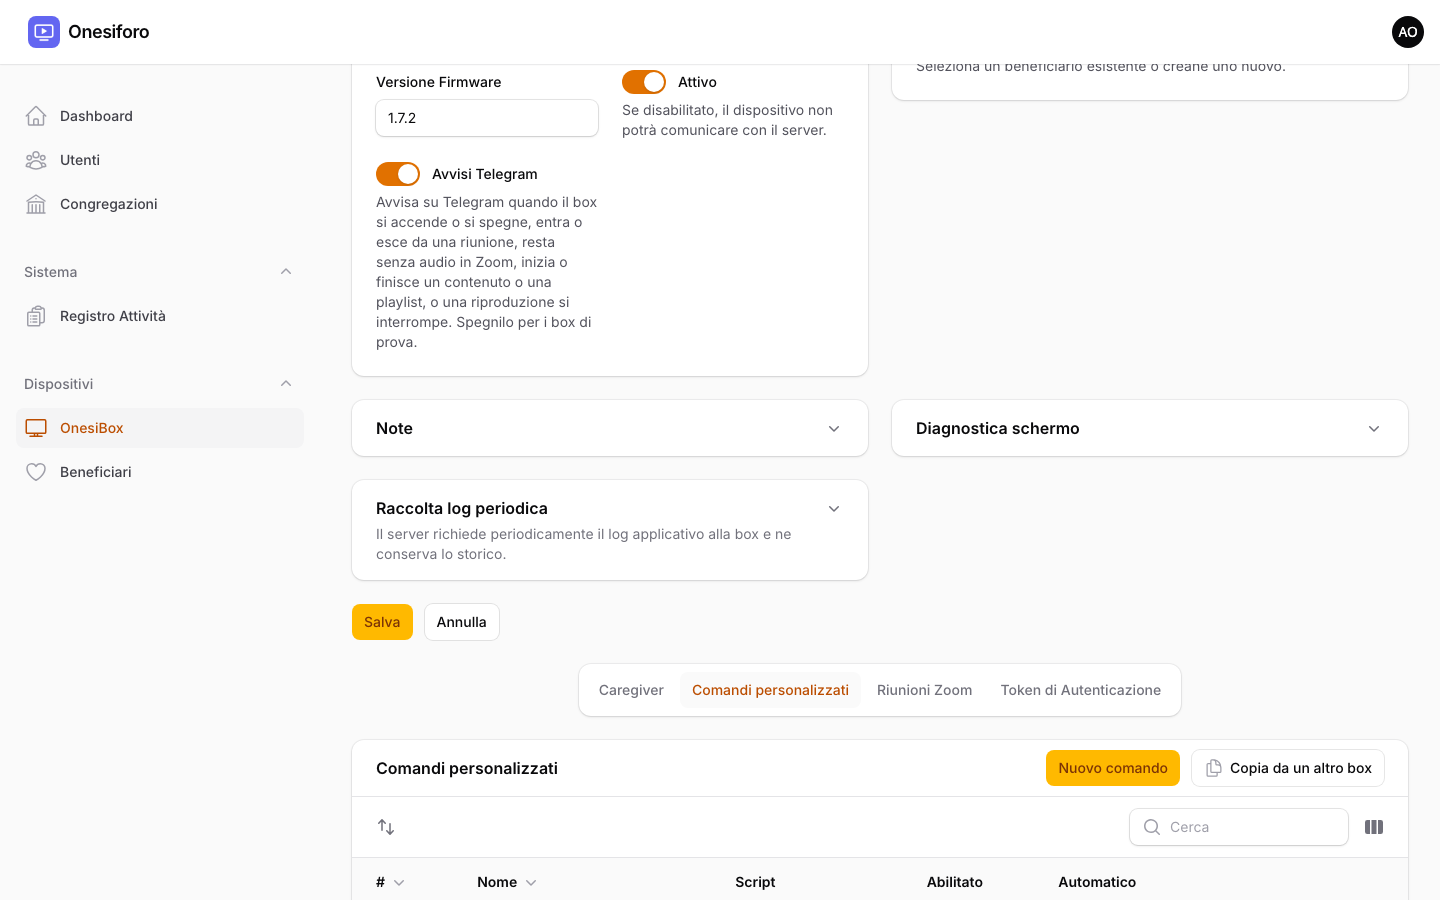 Onesiforo
AO
Dashboard
Utenti
Congregazioni
Sistema
Registro Attività
Dispositivi
OnesiBox
Beneficiari
Versione Firmware
1.7.2
Attivo
Se disabilitato, il dispositivo non
potrà comunicare con il server.
Avvisi Telegram
Avvisa su Telegram quando il box
si accende o si spegne, entra o
esce da una riunione, resta
senza audio in Zoom, inizia o
finisce un contenuto o una
playlist, o una riproduzione si
interrompe. Spegnilo per i box di
prova.
Seleziona un beneficiario esistente o creane uno nuovo.
Note
Diagnostica schermo
Raccolta log periodica
Il server richiede periodicamente il log applicativo alla box e ne
conserva lo storico.
Salva
Annulla
Caregiver
Comandi personalizzati
Riunioni Zoom
Token di Autenticazione
Comandi personalizzati
Nuovo comando
Copia da un altro box
Cerca
#
Nome
Script
Abilitato
Automatico